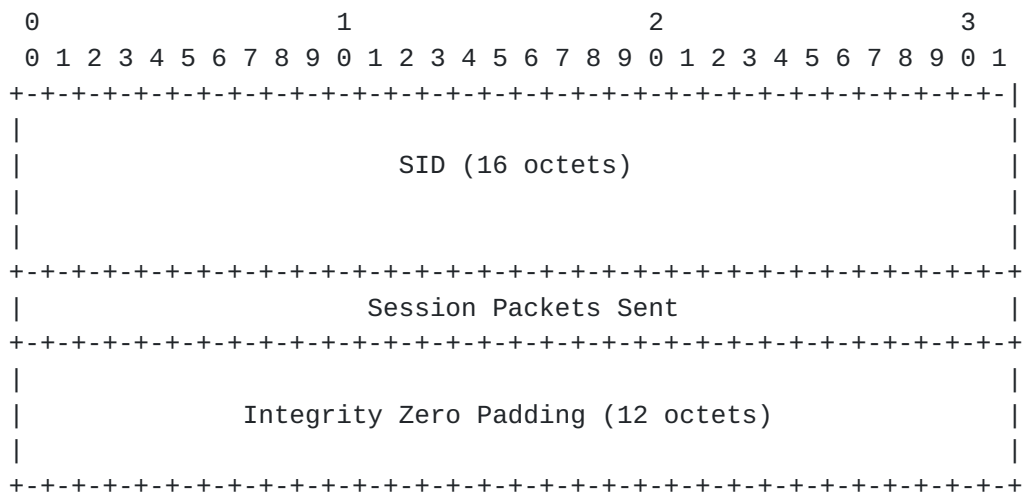 0                   1                   2                   3
 0 1 2 3 4 5 6 7 8 9 0 1 2 3 4 5 6 7 8 9 0 1 2 3 4 5 6 7 8 9 0 1
+-+-+-+-+-+-+-+-+-+-+-+-+-+-+-+-+-+-+-+-+-+-+-+-+-+-+-+-+-+-+-+-|
|                                                               |
|                        SID (16 octets)                        |
|                                                               |
|                                                               |
+-+-+-+-+-+-+-+-+-+-+-+-+-+-+-+-+-+-+-+-+-+-+-+-+-+-+-+-+-+-+-+-+
|                      Session Packets Sent                     |
+-+-+-+-+-+-+-+-+-+-+-+-+-+-+-+-+-+-+-+-+-+-+-+-+-+-+-+-+-+-+-+-+
|                                                               |
|              Integrity Zero Padding (12 octets)               |
|                                                               |
+-+-+-+-+-+-+-+-+-+-+-+-+-+-+-+-+-+-+-+-+-+-+-+-+-+-+-+-+-+-+-+-+